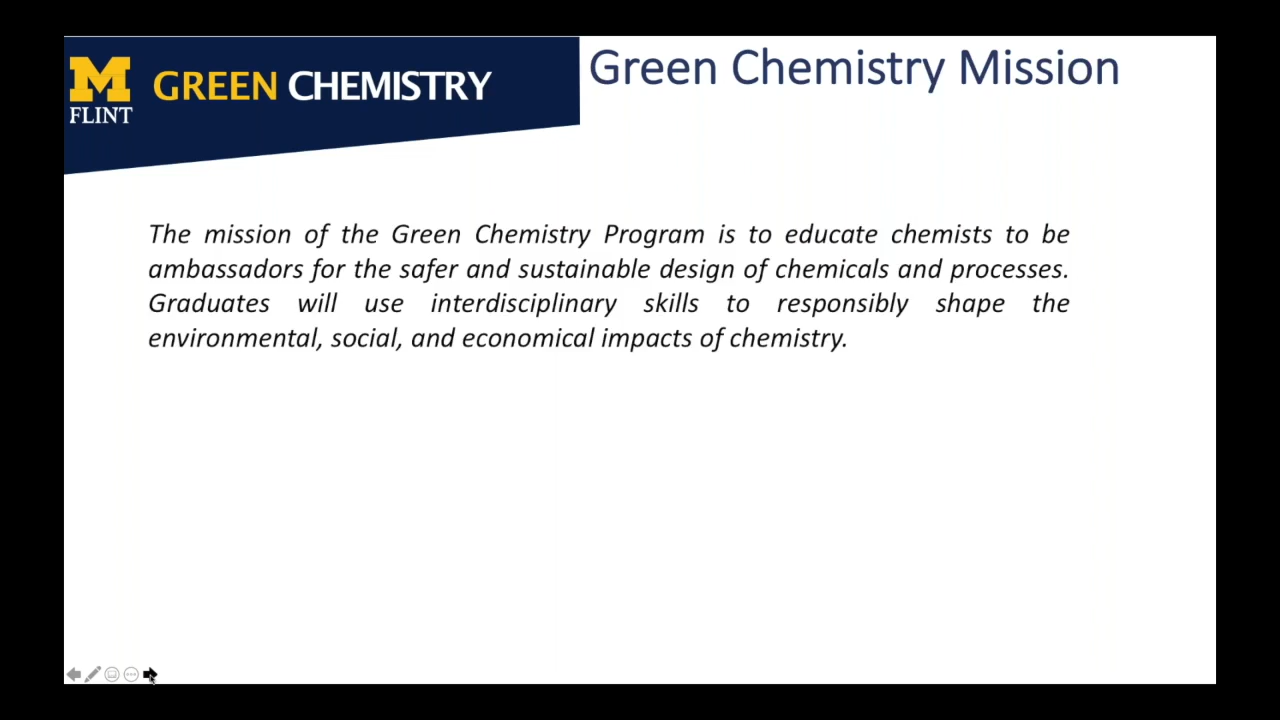 M
FLINT
GREEN CHEMISTRY
Green Chemistry Mission
The mission of the Green Chemistry Program is to educate chemists to be
ambassadors for the safer and sustainable design of chemicals and processes.
Graduates will use interdisciplinary skills to responsibly shape the
environmental, social, and economical impacts of chemistry.